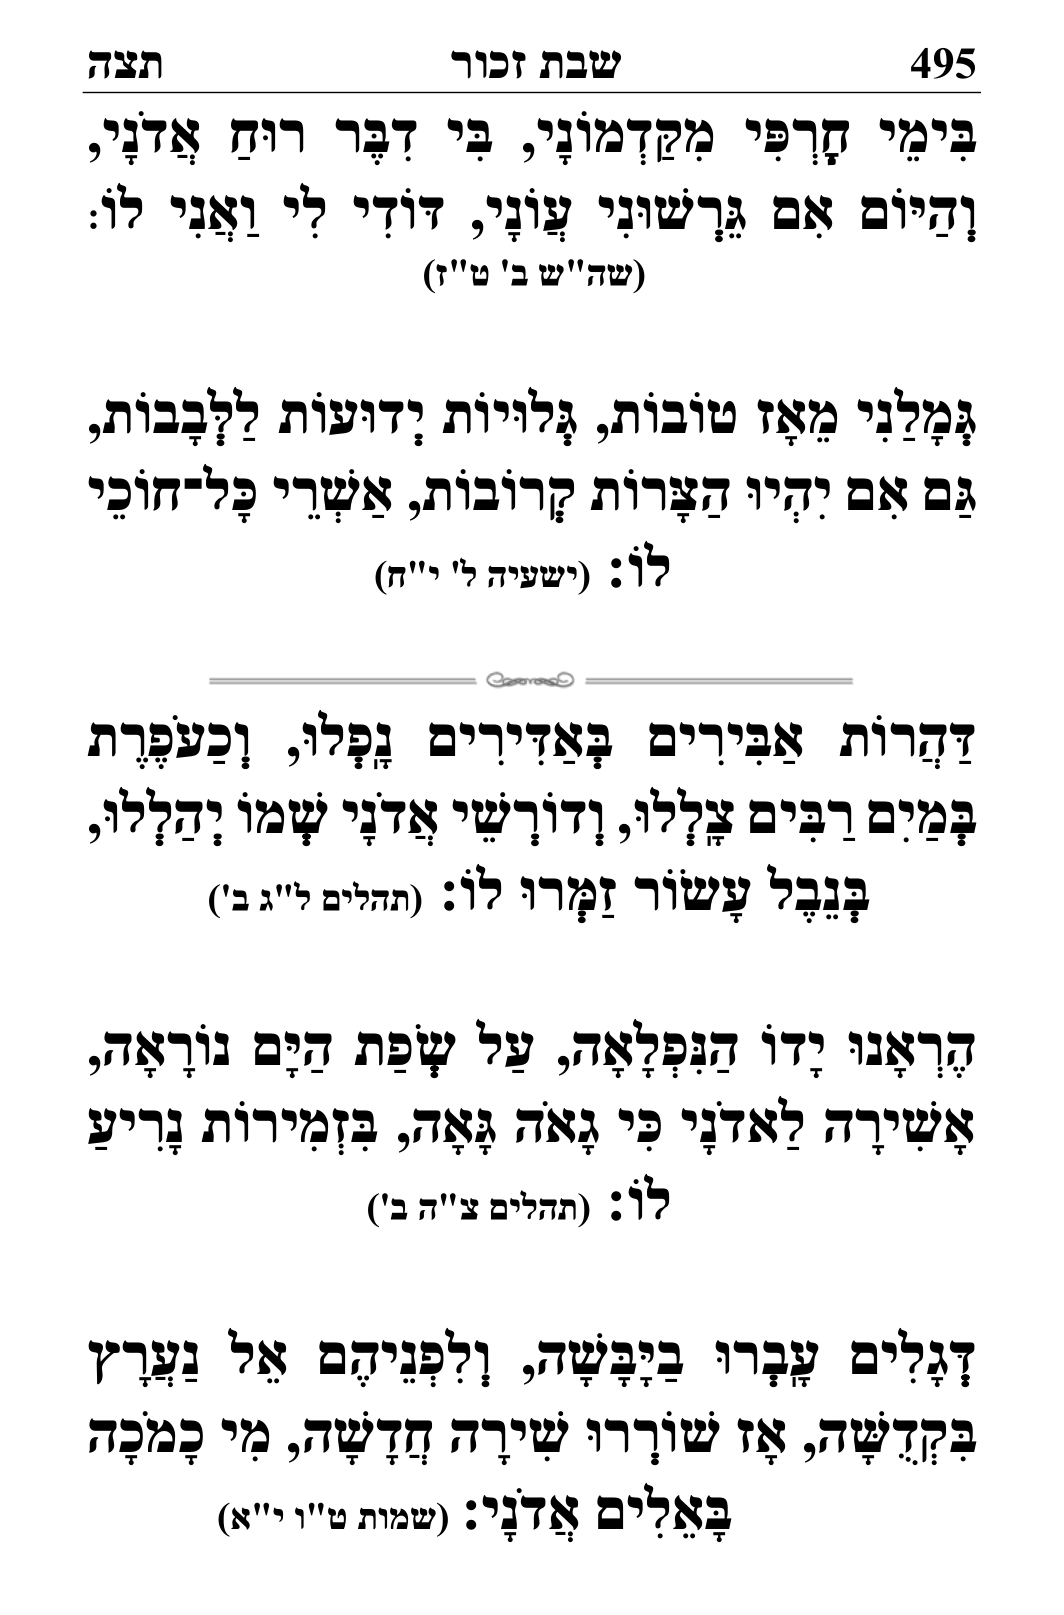 495 שבת זכור תצה
בִּימֵי חָרְפִּי מִקַּדְמוֹנָי, בִּי דִבֶּר רוּחַ אֲדֹנָי,
וְהַיּוֹם אִם גֵּרְשׁוּנִי עֲוֹנָי, דּוֹדִי לִי וַאֲנִי לוֹ:
(שה"ש ב' ט"ז)
גְּמָלַנִי מֵאָז טוֹבוֹת, גְּלוּיוֹת יְדוּעוֹת לַלְּבָבוֹת,
גַּם אִם יִהְיוּ הַצָּרוֹת קְרוֹבוֹת, אַשְׁרֵי כָּל־חוֹכֵי
לוֹ: (ישעיה ל' י"ח)
דַּהֲרוֹת אַבִּירִים בְּאַדִּירִים נָפְלוּ, וְכַעֹפֶרֶת
בְּמַיִם רַבִּים צָלְלוּ, וְדוֹרְשֵׁי אֲדֹנָי שְׁמוֹ יְהַלְלוּ,
בְּנֵבֶל עָשׂוֹר זַמְּרוּ לוֹ: (תהלים ל"ג ב')
הֶרְאָנוּ יָדוֹ הַנִּפְלָאָה, עַל שְׂפַת הַיָּם נוֹרָאָה,
אָשִׁירָה לַאדֹנָי כִּי גָאֹה גָּאָה, בִּזְמִירוֹת נָרִיעַ
לוֹ: (תהלים צ"ה ב')
דְּגָלִים עָבְרוּ בַיָּבָּשָׁה, וְלִפְנֵיהֶם אֵל נַעֲרָץ
בִּקְדֻשָּׁה, אָז שׁוֹרְרוּ שִׁירָה חֲדָשָׁה, מִי כָמֹכָה
בָּאֵלִים אֲדֹנָי: (שמות ט"ו י"א)